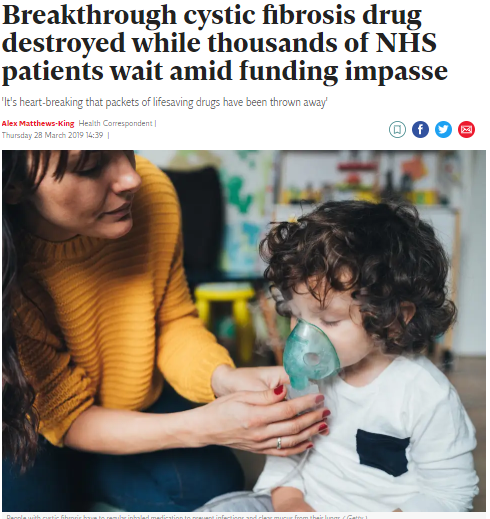 Breakthrough cystic fibrosis drug
destroyed while thousands of NHS
patients wait amid funding impasse
'It's heart-breaking that packets of lifesaving drugs have been thrown away'
Alex Matthews-King Health Correspondent |
Thursday 28 March 2019 14:39 |
People with cystic fibrosis have to regular inhaled medication to prevent infections and clear mucus from their lungs ( Getty )